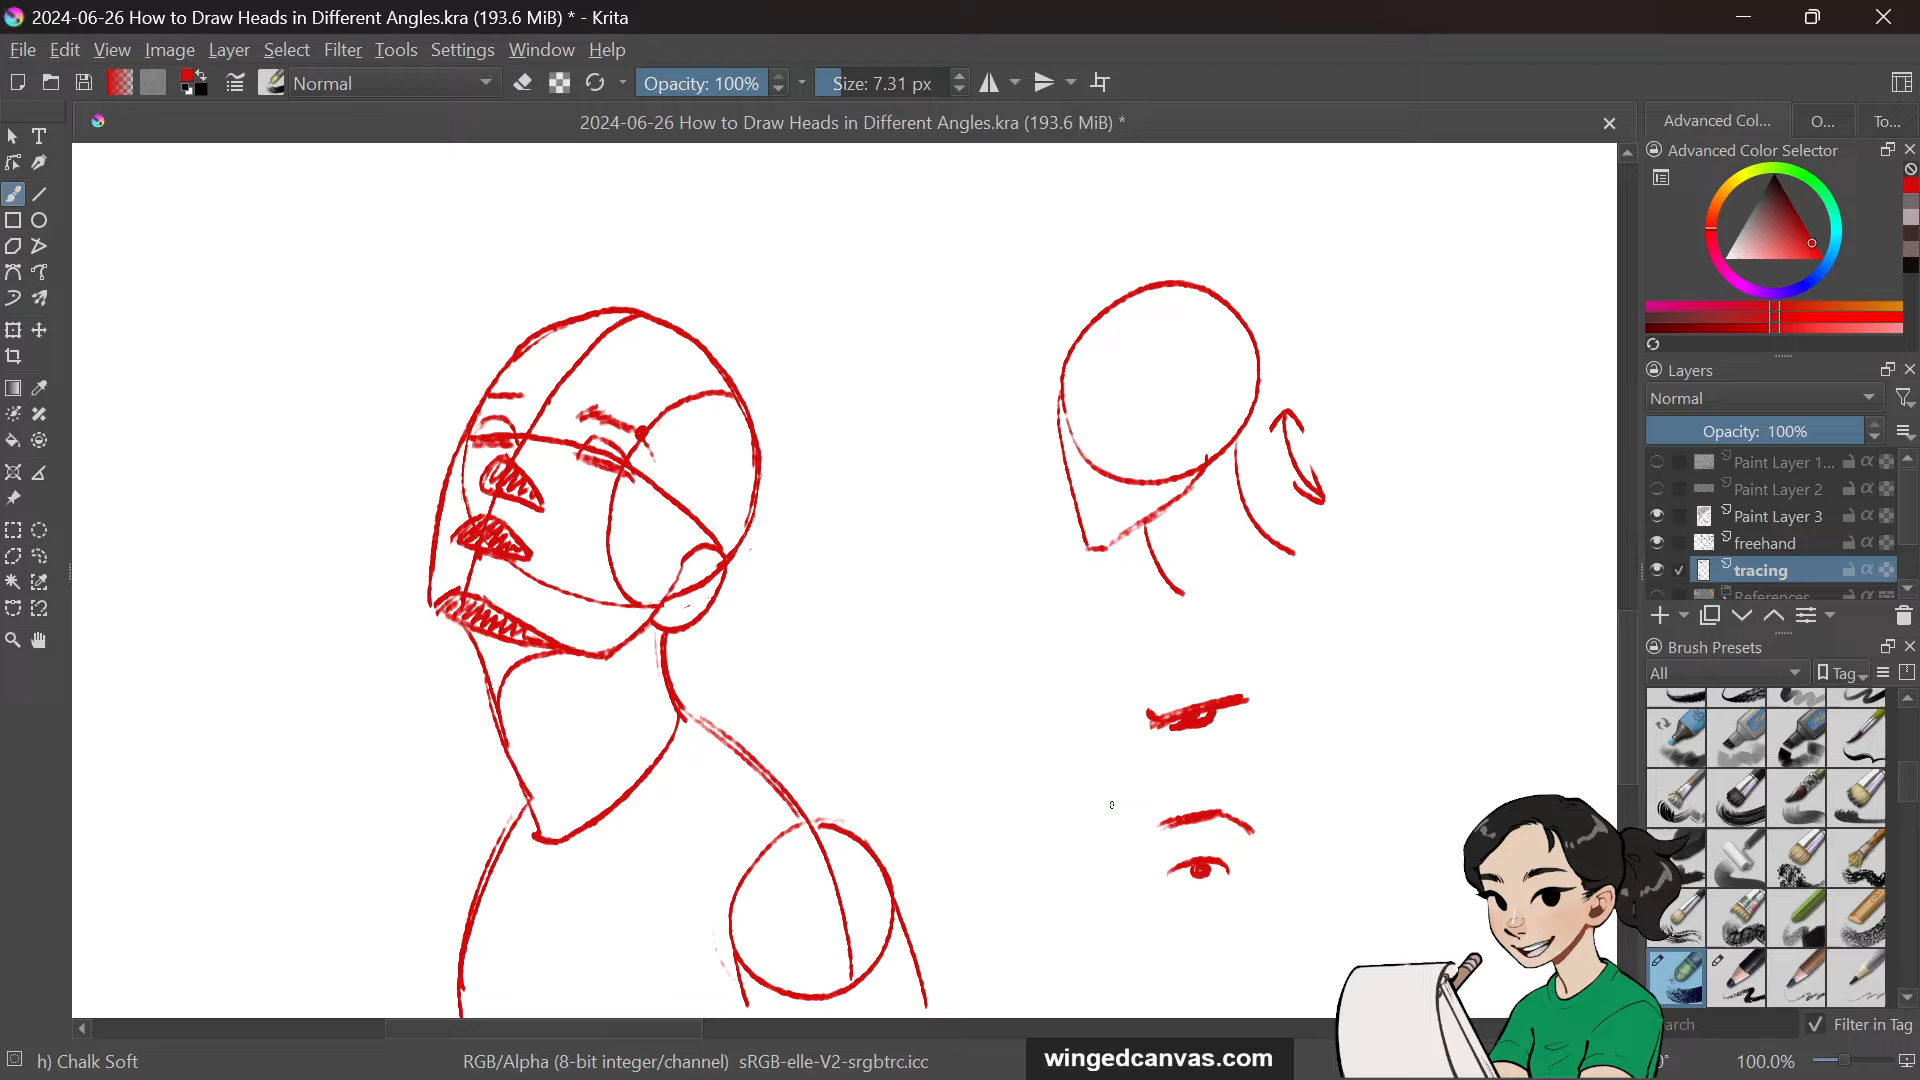 2024-06-26 How to Draw Heads in Different Angles.kra (193.6 MiB) * - Krita
File Edit View Image Layer Select Filter Tools Settings Window Help
Normal Opacity: 100% Size: 7.31 px
2024-06-26 How to Draw Heads in Different Angles.kra (193.6 MiB) *
Advanced Col... O... To...
Advanced Color Selector
Layers
Normal
Opacity: 100%
Paint Layer 1...
Paint Layer 2
Paint Layer 3
freehand
tracing
References
Brush Presets
All Tag
Filter in Tag
h) Chalk Soft RGB/Alpha (8-bit integer/channel) sRGB-elle-V2-srgbtrc.icc 100.0%
wingedcanvas.com